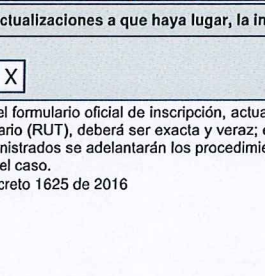 ctualizaciones a que haya lugar, la in
X
el formulario oficial de inscripción, actua
ario (RUT), deberá ser exacta y veraz; e
nistrados se adelantarán los procedimie
el caso.
creto 1625 de 2016